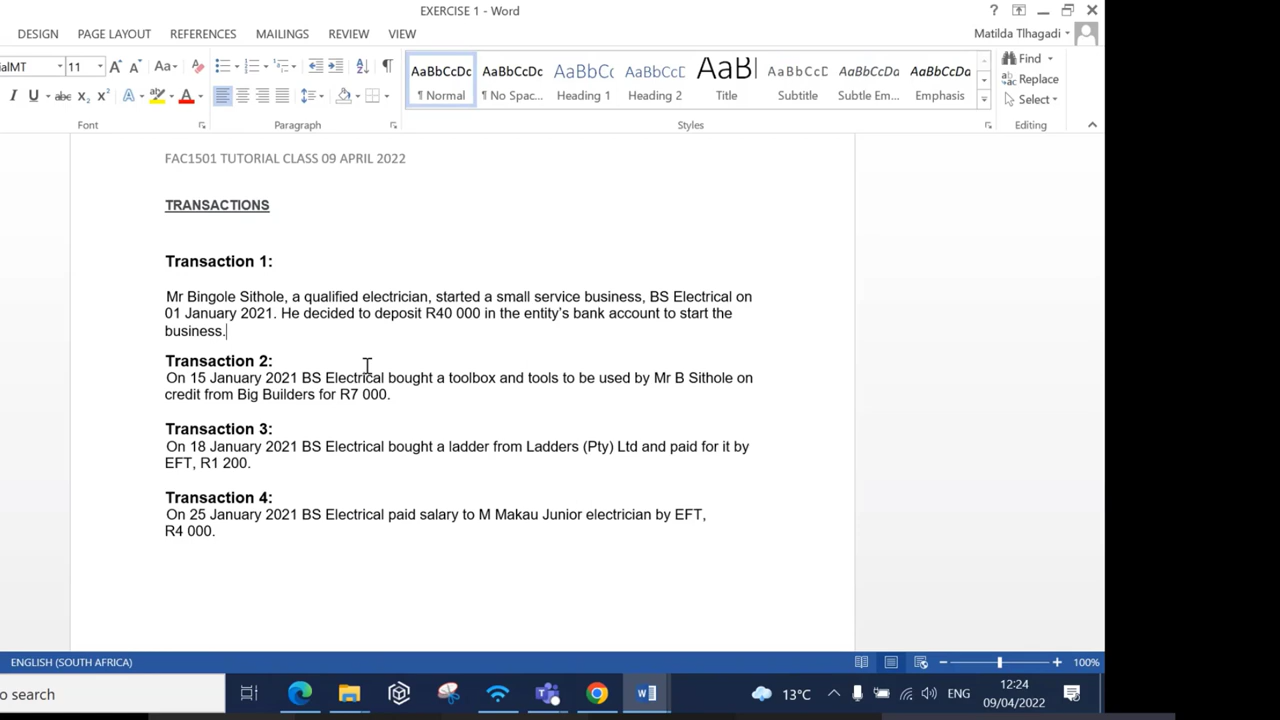 EXERCISE 1 - Word
?
DESIGN PAGE LAYOUT REFERENCES MAILINGS REVIEW VIEW
Matilda Tlhagadi
ialMT 11 A A Aa
AaBbCcDc AaBbCcDc AaBbCc AaBbCcC AaB AaBbCcD AaBbCcDa AaBbCcDa
¶ Normal ¶ No Spac... Heading 1 Heading 2 Title Subtitle Subtle Em... Emphasis
Find
Replace
Select
I U abc X₂ X² A A
Font Paragraph Styles Editing
FAC1501 TUTORIAL CLASS 09 APRIL 2022
TRANSACTIONS
Transaction 1:
Mr Bingole Sithole, a qualified electrician, started a small service business, BS Electrical on
01 January 2021. He decided to deposit R40 000 in the entity’s bank account to start the
business.
Transaction 2:
On 15 January 2021 BS Electrical bought a toolbox and tools to be used by Mr B Sithole on
credit from Big Builders for R7 000.
Transaction 3:
On 18 January 2021 BS Electrical bought a ladder from Ladders (Pty) Ltd and paid for it by
EFT, R1 200.
Transaction 4:
On 25 January 2021 BS Electrical paid salary to M Makau Junior electrician by EFT,
R4 000.
ENGLISH (SOUTH AFRICA)
100%
o search
13°C
ENG
12:24
09/04/2022